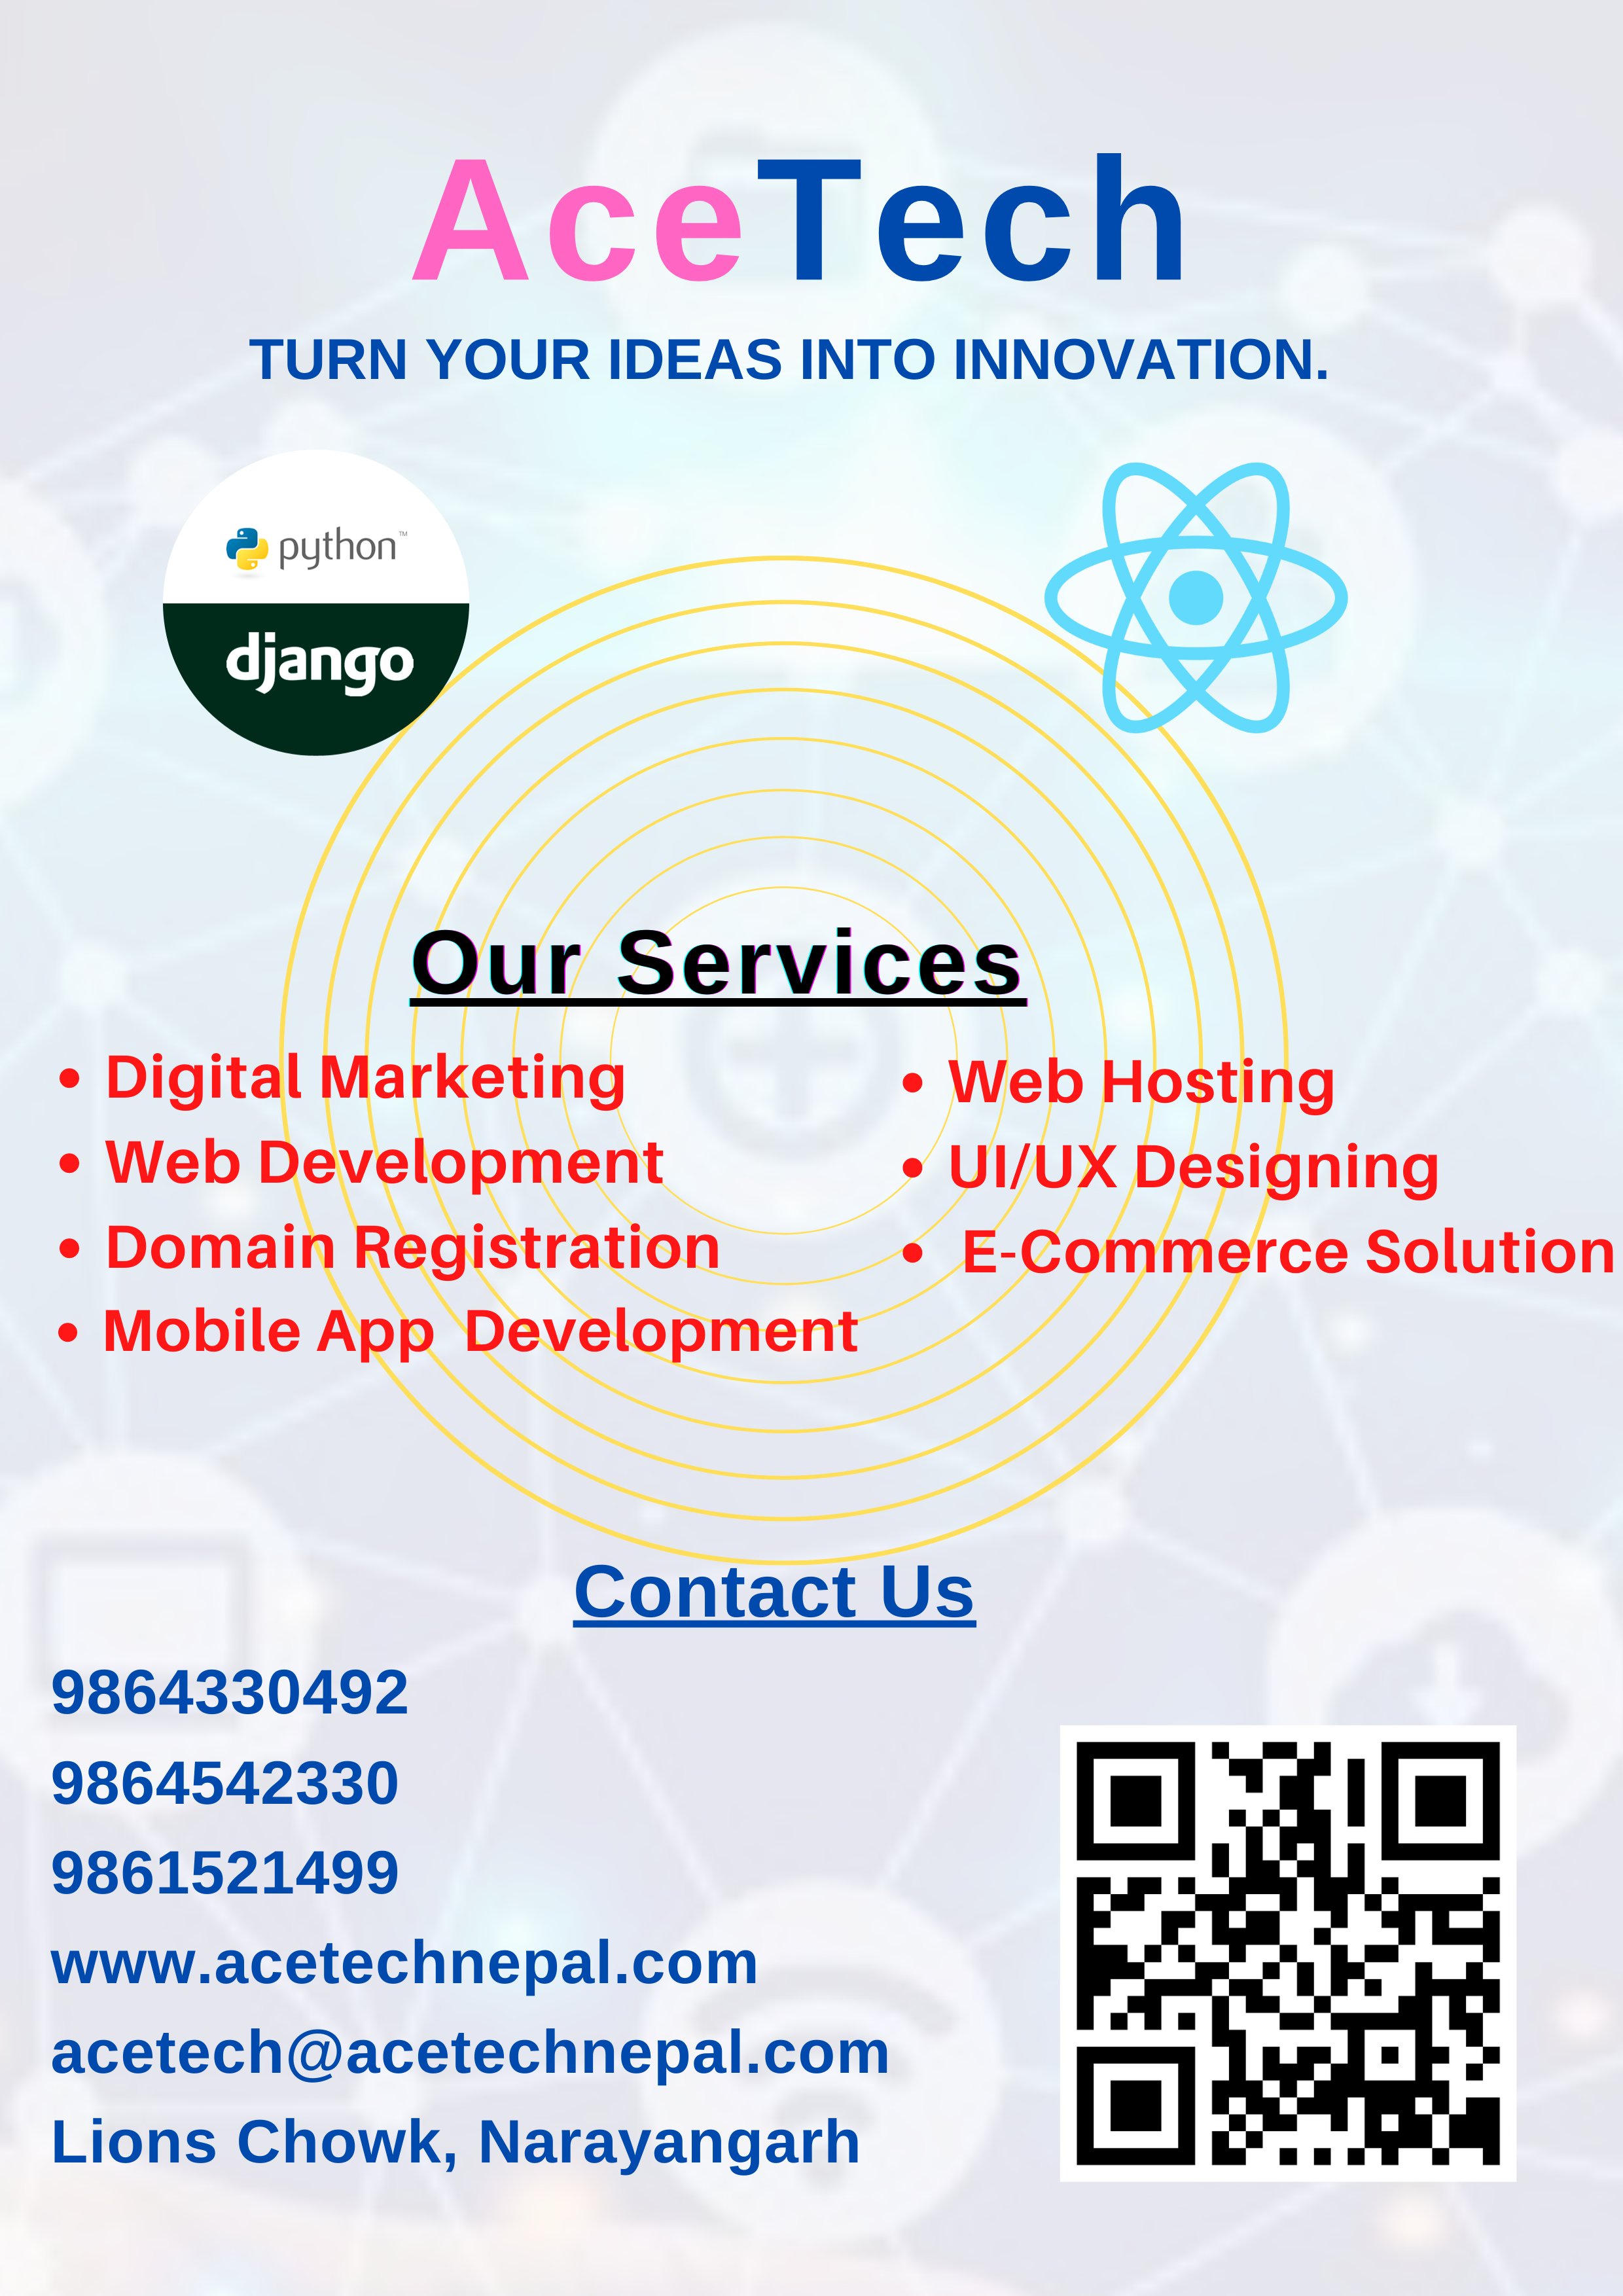 AceTech
TURN YOUR IDEAS INTO INNOVATION.
python™
django
Our Services
• Digital Marketing
• Web Development
• Domain Registration
• Mobile App  Development
• Web Hosting
• UI/UX Designing
• E-Commerce Solution
Contact Us
9864330492
9864542330
9861521499
www.acetechnepal.com
acetech@acetechnepal.com
Lions Chowk, Narayangarh